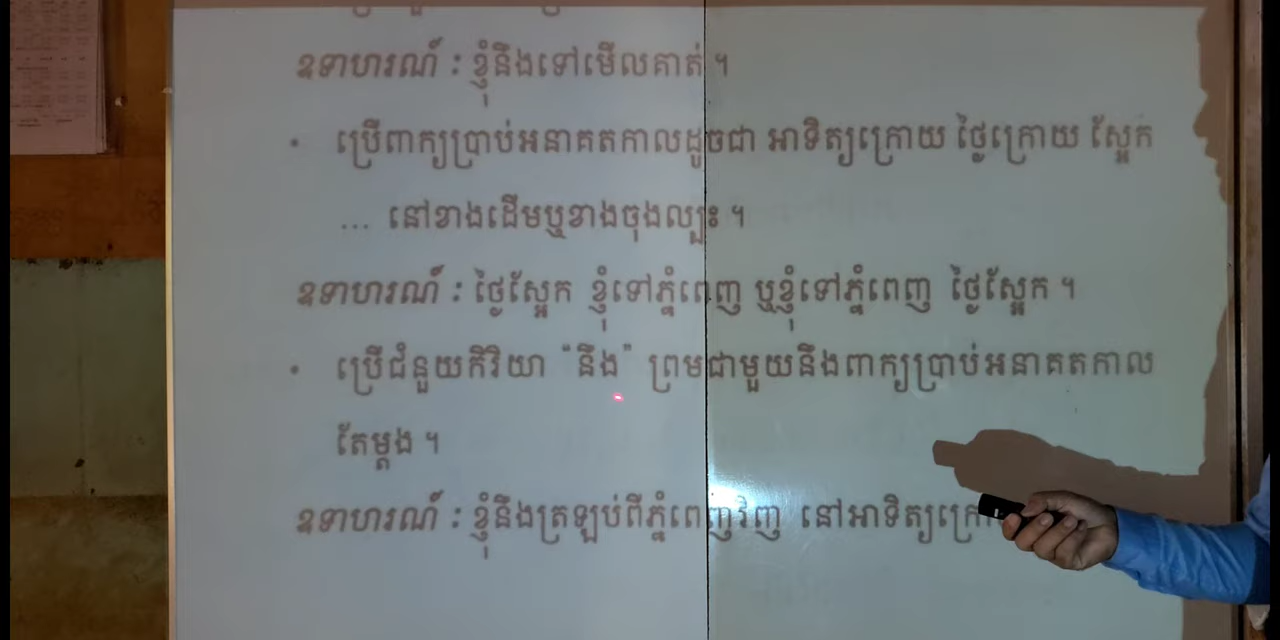 ឧទាហរណ៍ ៖ ខ្ញុំនឹងទៅមើលគាត់ ។
• ប្រើពាក្យប្រាប់អនាគតកាលដូចជា អាទិត្យក្រោយ ថ្ងៃក្រោយ ស្អែក
... នៅខាងដើមឬខាងចុងល្បះ ។
ឧទាហរណ៍ ៖ ថ្ងៃស្អែក ខ្ញុំទៅភ្នំពេញ ឬខ្ញុំទៅភ្នំពេញ ថ្ងៃស្អែក ។
• ប្រើជំនួយកិរិយា "នឹង" ព្រមជាមួយនឹងពាក្យប្រាប់អនាគតកាល
តែម្តង ។
ឧទាហរណ៍ ៖ ខ្ញុំនឹងត្រឡប់ពីភ្នំពេញវិញ នៅអាទិត្យ